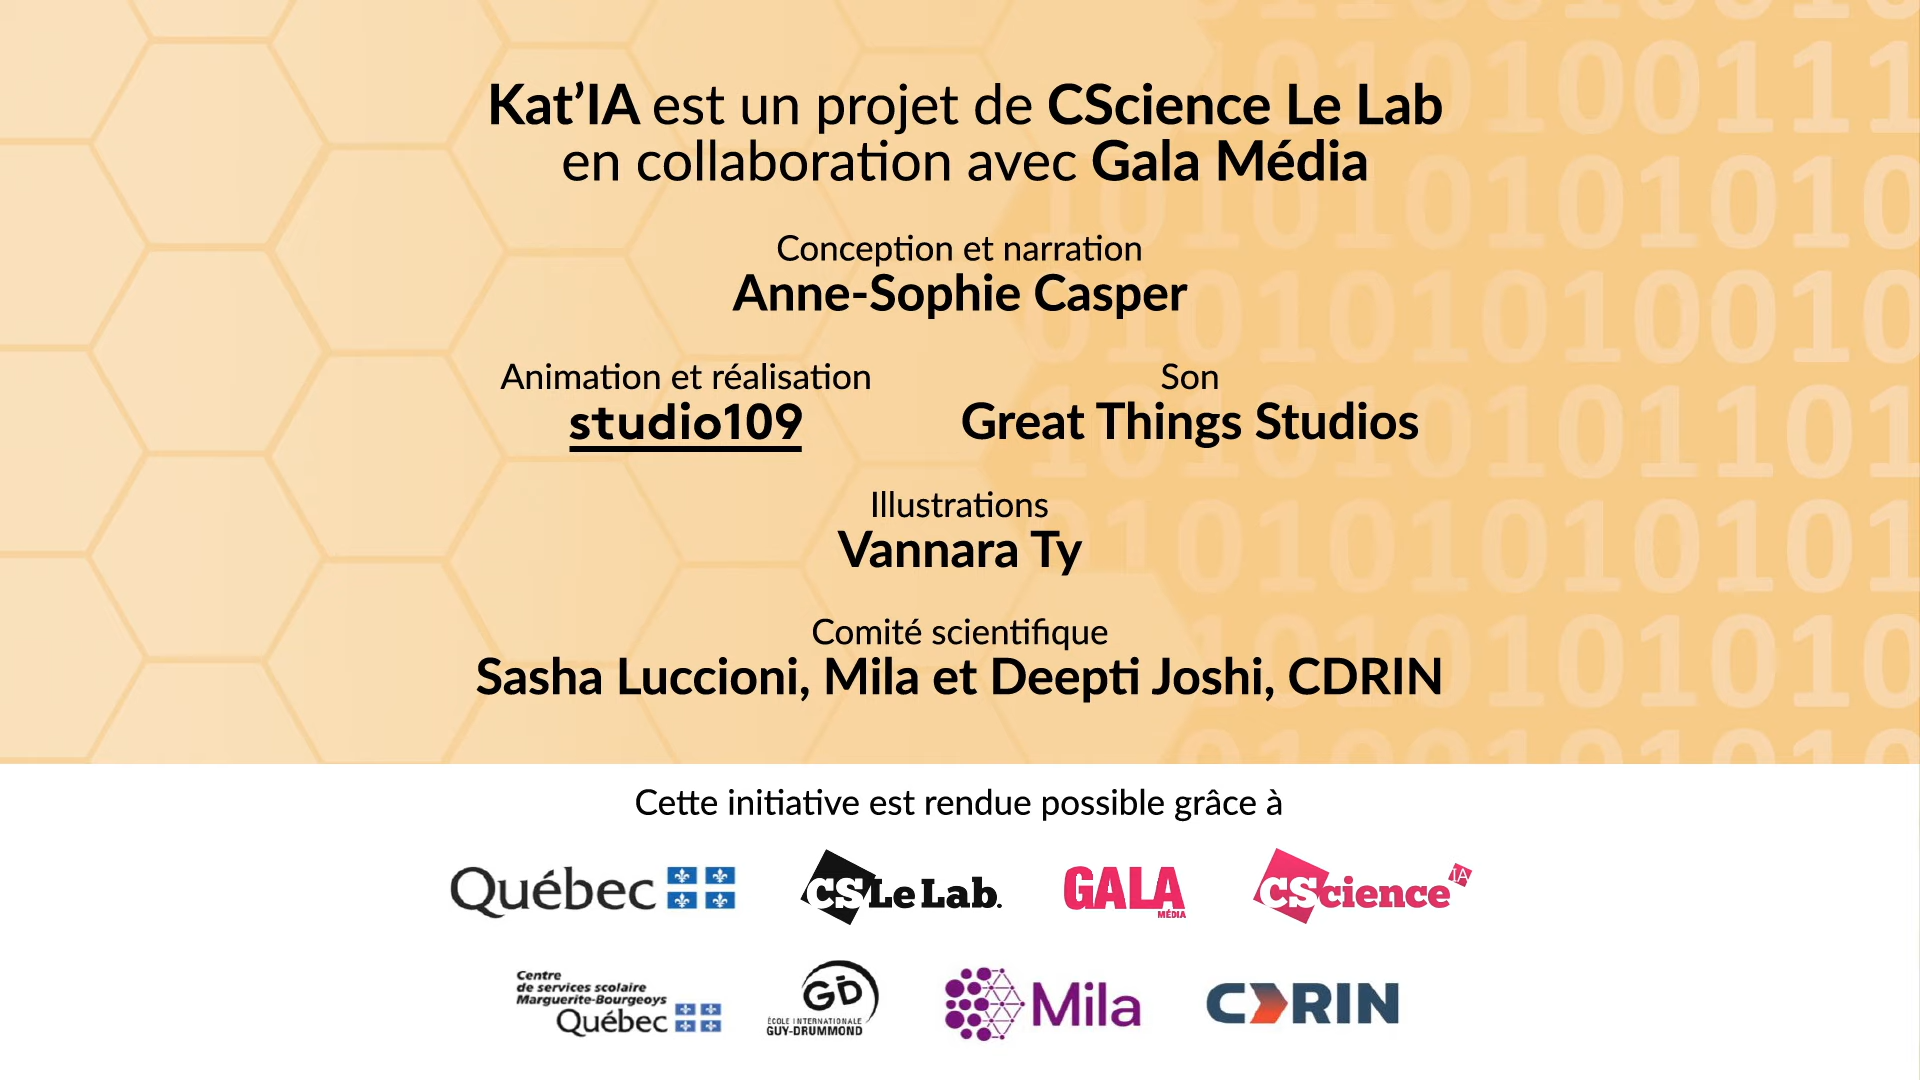 Kat’IA est un projet de CScience Le Lab
en collaboration avec Gala Média
Conception et narration
Anne-Sophie Casper
Animation et réalisation
studio109
Son
Great Things Studios
Illustrations
Vannara Ty
Comité scientifique
Sasha Luccioni, Mila et Deepti Joshi, CDRIN
Cette initiative est rendue possible grâce à
Québec
CS Le Lab.
GALA
MÉDIA
CScience IA
Centre
de services scolaire
Marguerite-Bourgeoys
Québec
GD
ÉCOLE INTERNATIONALE
GUY-DRUMMOND
Mila
CDRIN